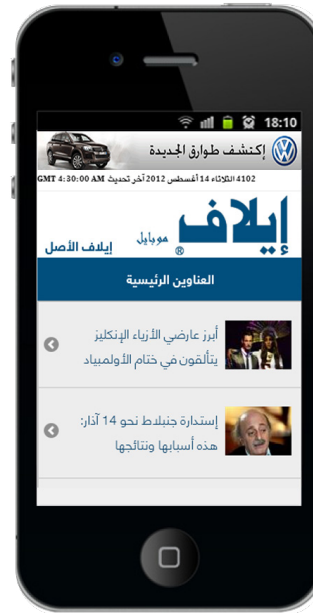 18:10
إكتشف طوارق الجديدة
4102 الثلاثاء 14 أغسطس 2012 آخر تحديث GMT 4:30:00 AM
إيلاف
موبايل
®
إيلاف الأصل
العناوين الرئيسية
أبرز عارضي الأزياء الإنكليز
يتألقون في ختام الأولمبياد
إستدارة جنبلاط نحو 14 آذار:
هذه أسبابها ونتائجها